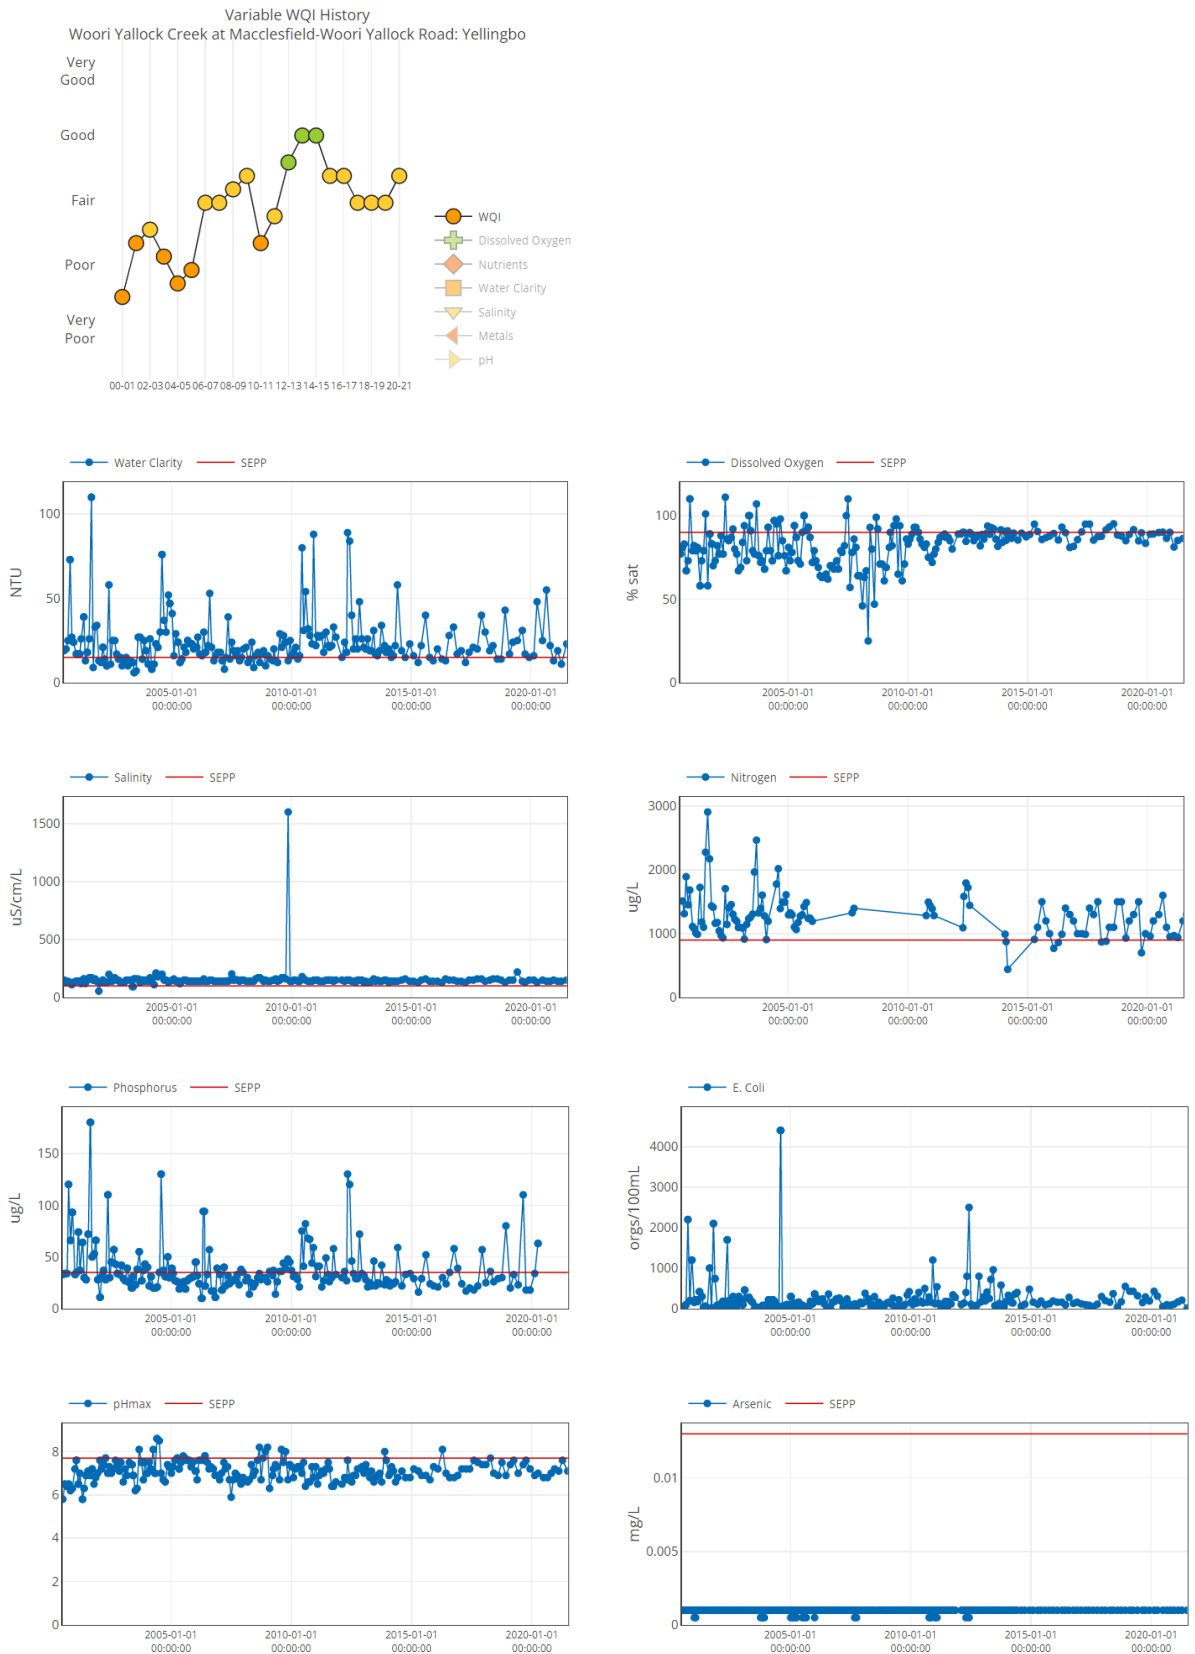 Variable WQI History
Woori Yallock Creek at Macclesfield-Woori Yallock Road: Yellingbo
Very
Good
Good
Fair
Poor
Very
Poor
00-01 02-03 04-05 06-07 08-09 10-11 12-13 14-15 16-17 18-19 20-21
WQI
Dissolved Oxygen
Nutrients
Water Clarity
Salinity
Metals
pH
Water Clarity SEPP
NTU
100
50
0
2005-01-01 2010-01-01 2015-01-01 2020-01-01
00:00:00 00:00:00 00:00:00 00:00:00
Dissolved Oxygen SEPP
% sat
100
50
0
2005-01-01 2010-01-01 2015-01-01 2020-01-01
00:00:00 00:00:00 00:00:00 00:00:00
Salinity SEPP
uS/cm/L
1500
1000
500
0
2005-01-01 2010-01-01 2015-01-01 2020-01-01
00:00:00 00:00:00 00:00:00 00:00:00
Nitrogen SEPP
ug/L
3000
2000
1000
0
2005-01-01 2010-01-01 2015-01-01 2020-01-01
00:00:00 00:00:00 00:00:00 00:00:00
Phosphorus SEPP
ug/L
150
100
50
0
2005-01-01 2010-01-01 2015-01-01 2020-01-01
00:00:00 00:00:00 00:00:00 00:00:00
E. Coli
orgs/100mL
4000
3000
2000
1000
0
2005-01-01 2010-01-01 2015-01-01 2020-01-01
00:00:00 00:00:00 00:00:00 00:00:00
pHmax SEPP
8
6
4
2
0
2005-01-01 2010-01-01 2015-01-01 2020-01-01
00:00:00 00:00:00 00:00:00 00:00:00
Arsenic SEPP
mg/L
0.01
0.005
0
2005-01-01 2010-01-01 2015-01-01 2020-01-01
00:00:00 00:00:00 00:00:00 00:00:00